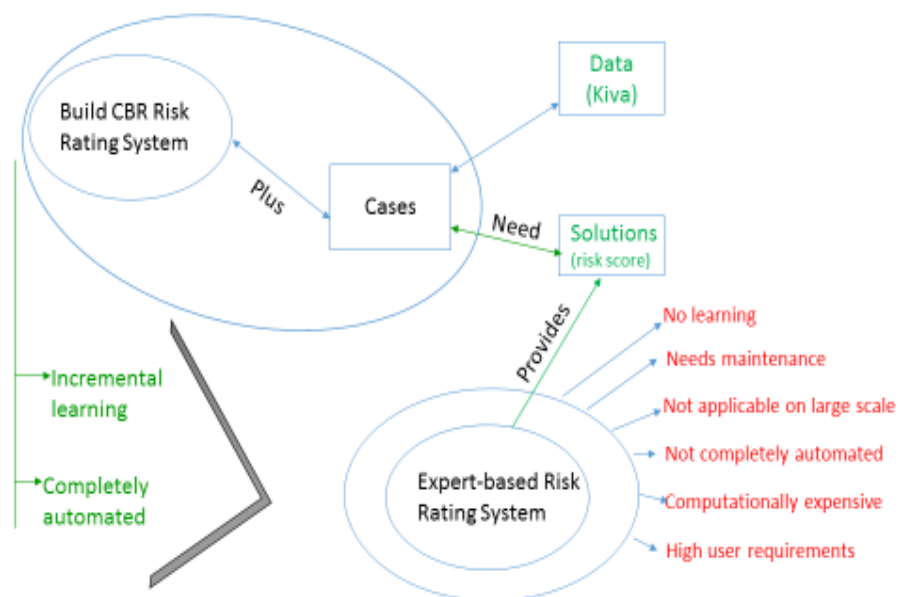 Data
(Kiva)
Build CBR Risk
Rating System
Plus
Cases
Need
Solutions
(risk score)
Provides
No learning
Needs maintenance
Not applicable on large scale
Not completely automated
Computationally expensive
High user requirements
Incremental
learning
Completely
automated
Expert-based Risk
Rating System